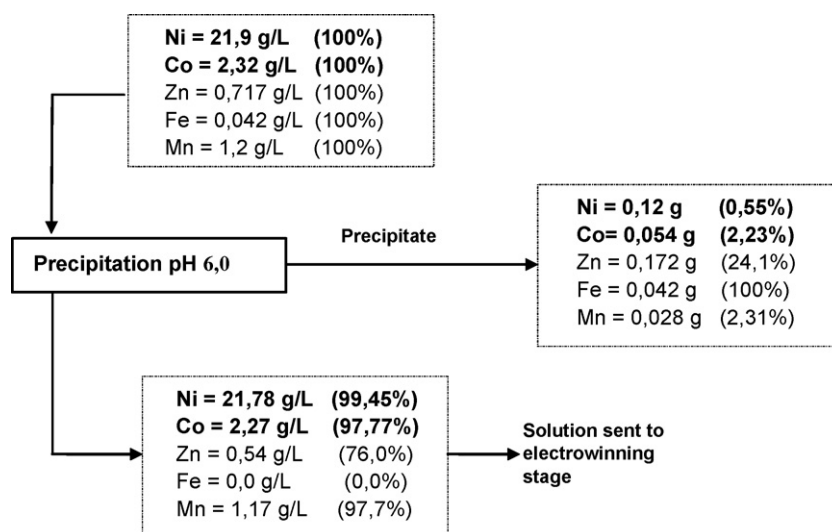 Ni = 21,9 g/L (100%)
Co = 2,32 g/L (100%)
Zn = 0,717 g/L (100%)
Fe = 0,042 g/L (100%)
Mn = 1,2 g/L (100%)
Precipitation pH 6,0
Precipitate
Ni = 0,12 g (0,55%)
Co= 0,054 g (2,23%)
Zn = 0,172 g (24,1%)
Fe = 0,042 g (100%)
Mn = 0,028 g (2,31%)
Ni = 21,78 g/L (99,45%)
Co = 2,27 g/L (97,77%)
Zn = 0,54 g/L (76,0%)
Fe = 0,0 g/L (0,0%)
Mn = 1,17 g/L (97,7%)
Solution sent to
electrowinning
stage